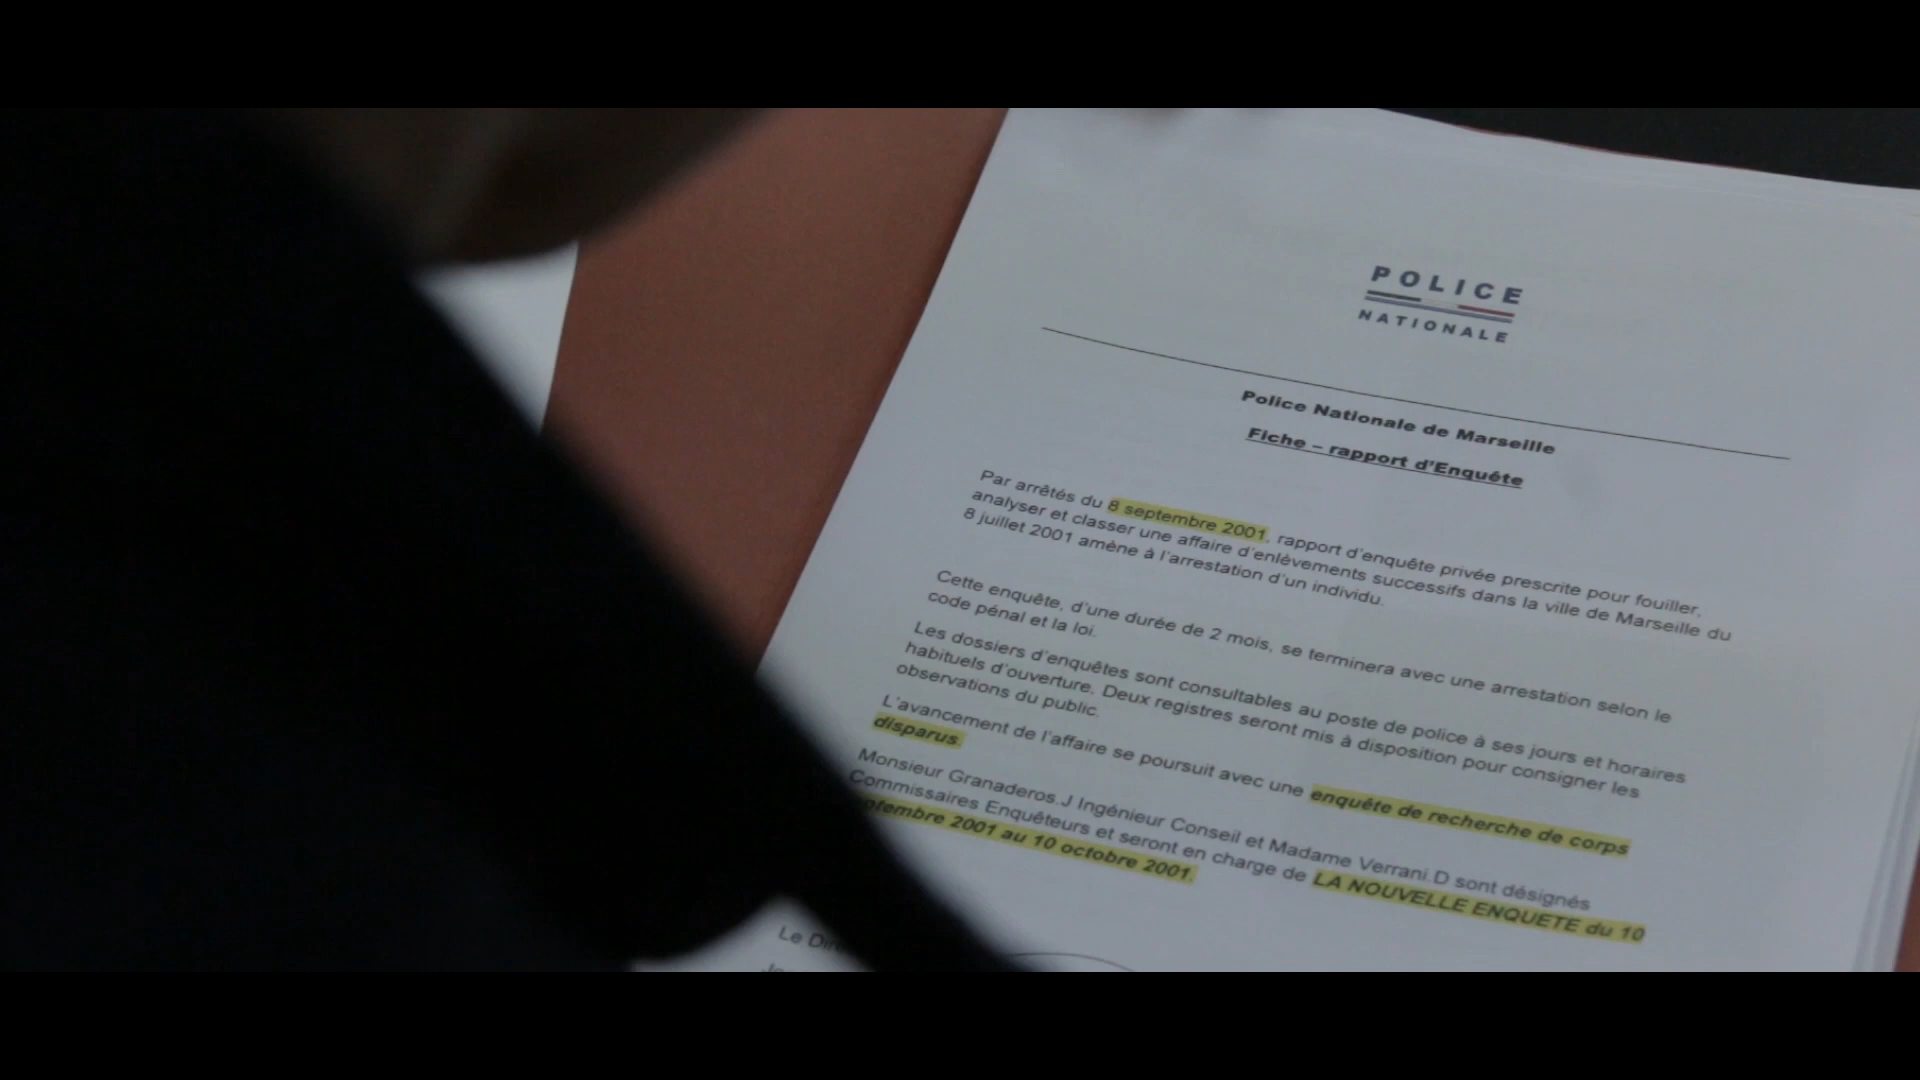 POLICE
NATIONALE
Police Nationale de Marseille
Fiche – rapport d'Enquête
Par arrêtés du 8 septembre 2001, rapport d'enquête privée prescrite pour fouiller,
analyser et classer une affaire d'enlèvements successifs dans la ville de Marseille du
8 juillet 2001 amène à l'arrestation d'un individu.
Cette enquête, d'une durée de 2 mois, se terminera avec une arrestation selon le
code pénal et la loi.
Les dossiers d'enquêtes sont consultables au poste de police à ses jours et horaires
habituels d'ouverture. Deux registres seront mis à disposition pour consigner les
observations du public.
L'avancement de l'affaire se poursuit avec une enquête de recherche de corps
disparus.
Monsieur Granaderos.J Ingénieur Conseil et Madame Verrani.D sont désignés
Commissaires Enquêteurs et seront en charge de LA NOUVELLE ENQUETE du 10
ptembre 2001 au 10 octobre 2001.
Le